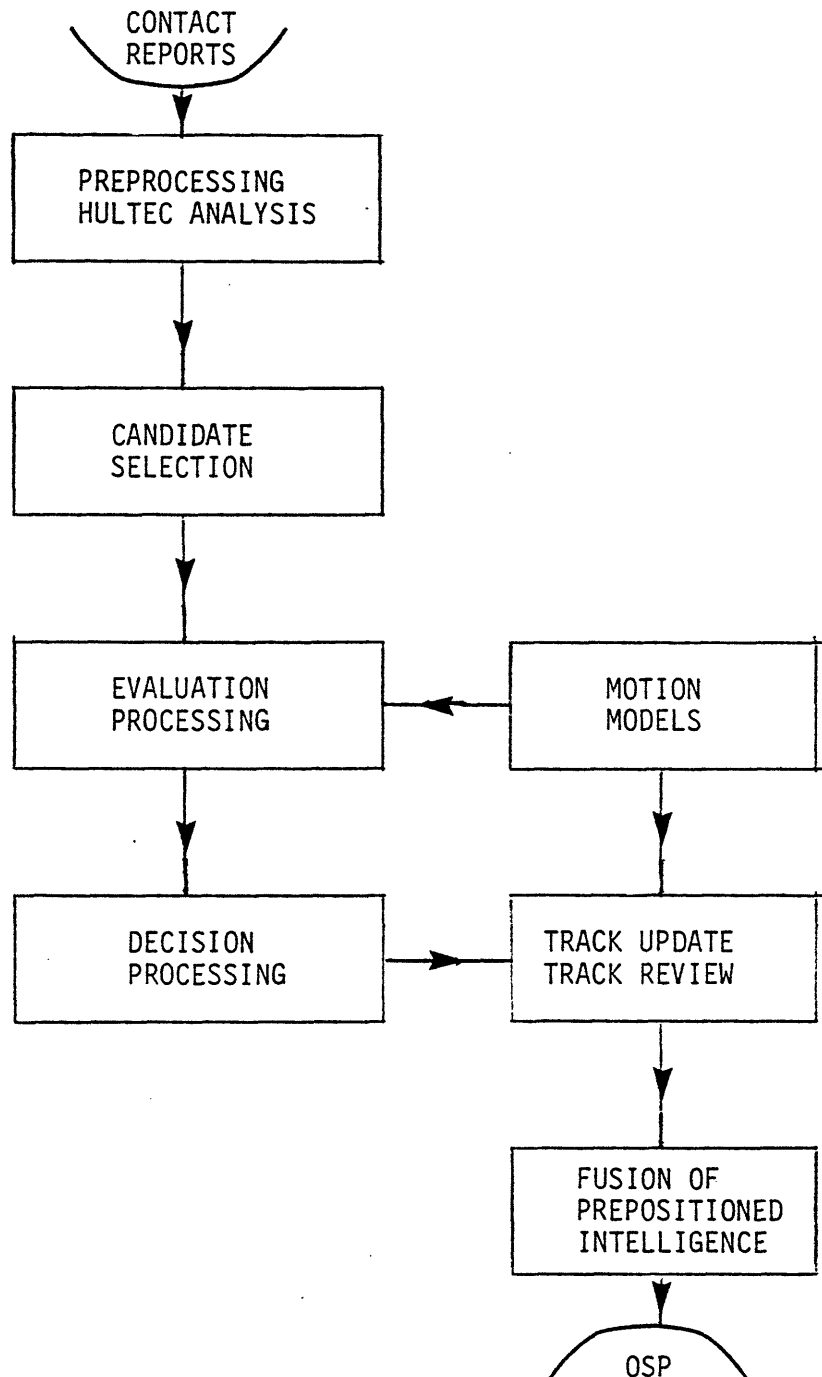 CONTACT
REPORTS
PREPROCESSING
HULTEC ANALYSIS
CANDIDATE
SELECTION
EVALUATION
PROCESSING
MOTION
MODELS
DECISION
PROCESSING
TRACK UPDATE
TRACK REVIEW
FUSION OF
PREPOSITIONED
INTELLIGENCE
OSP